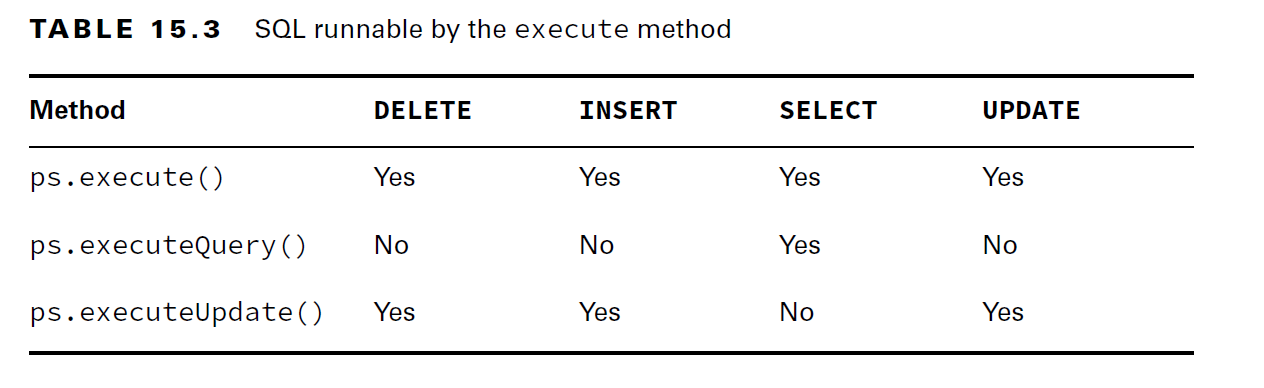 TABLE 15.3 SQL runnable by the execute method
Method DELETE INSERT SELECT UPDATE
ps.execute() Yes Yes Yes Yes
ps.executeQuery() No No Yes No
ps.executeUpdate() Yes Yes No Yes